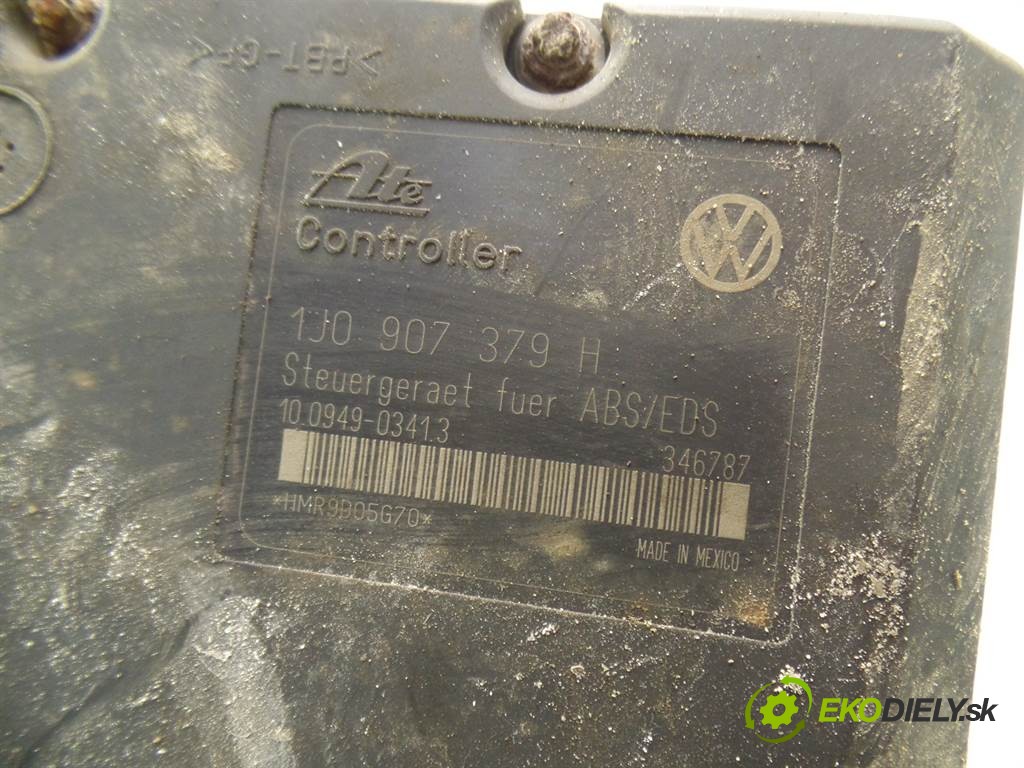 >PBT-GF<
Ate
Controller
1J0 907 379 H
Steuergeraet fuer ABS/EDS
10.0949-0341.3
346787
*HMR9B05G70*
MADE IN MEXICO
EKODIELY.sk